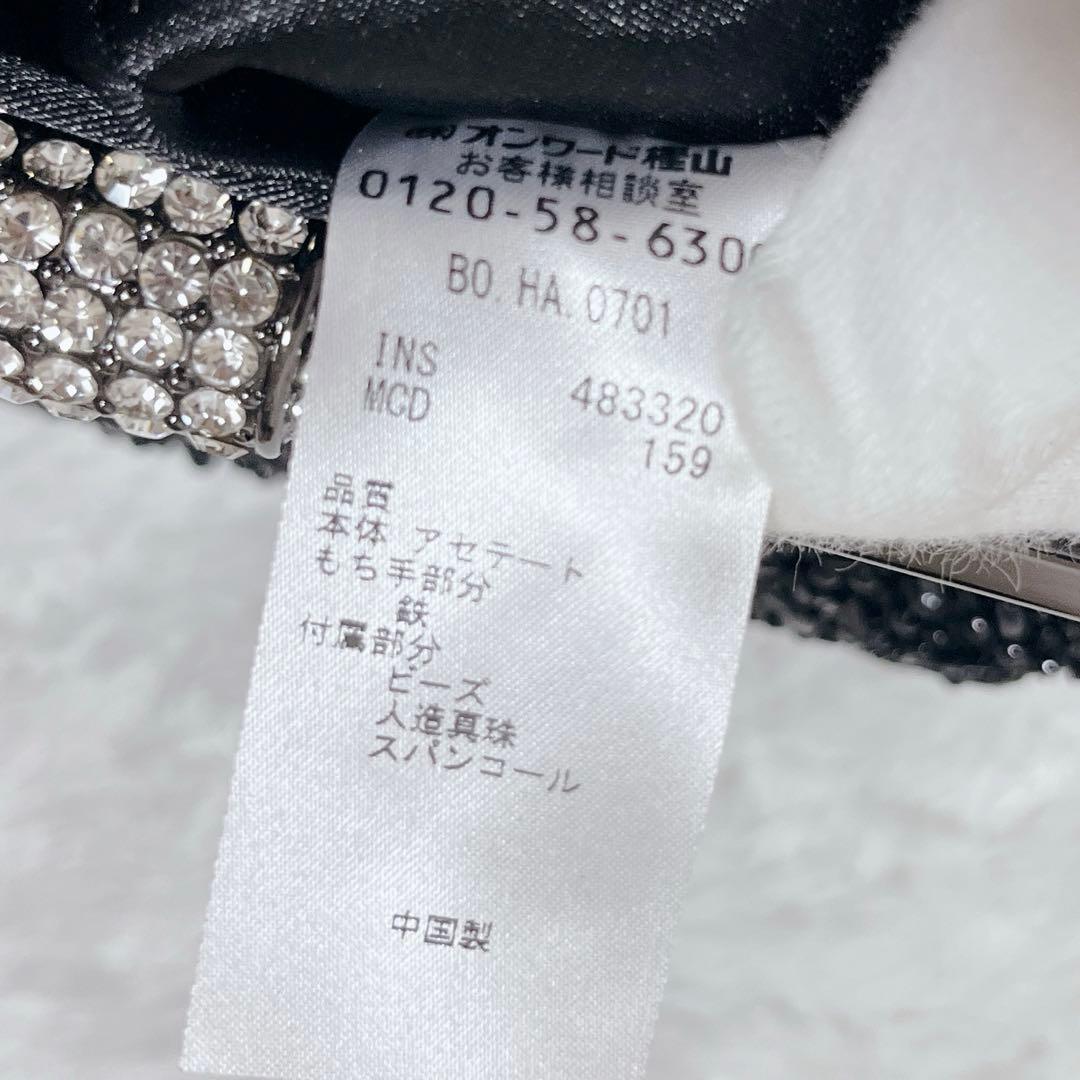 ㈱オンワード樫山
お客様相談室
0120-58-630
BO.HA.0701
INS 483320
MCD 159
品質
本体 アセテート
もち手部分
鉄
付属部分
ビーズ
人造真珠
スパンコール
中国製